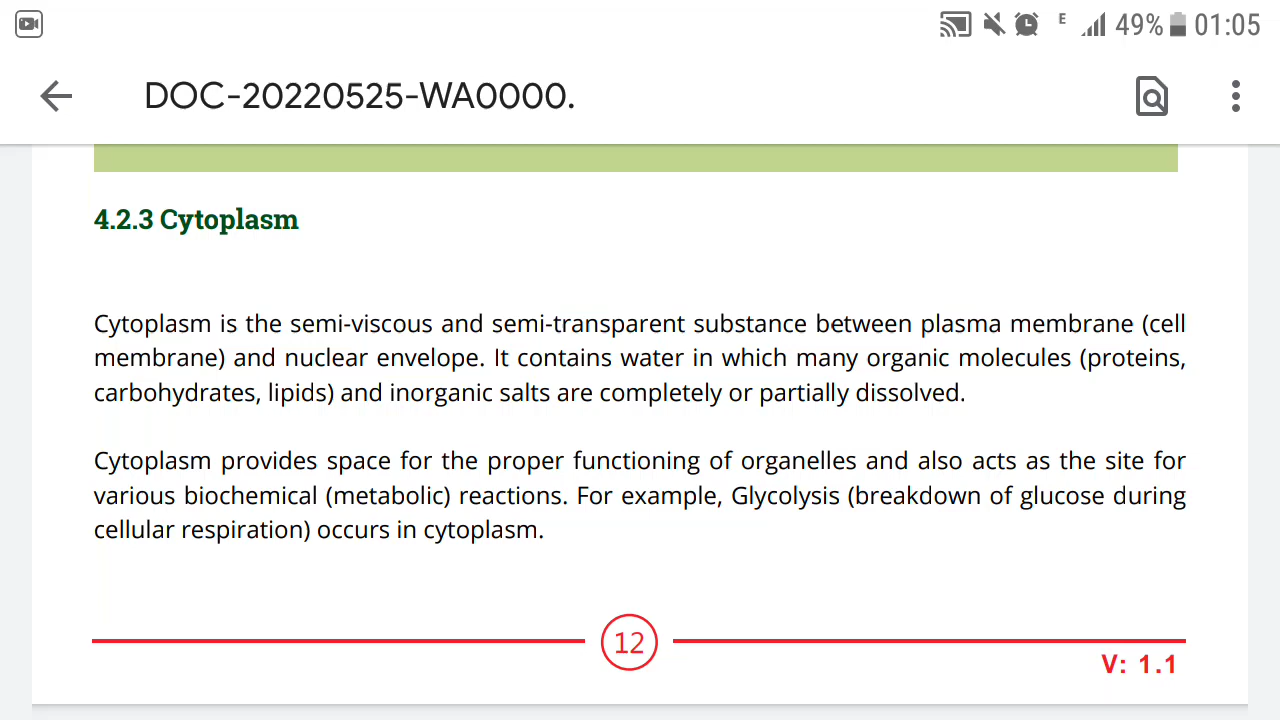 E 49% 01:05
DOC-20220525-WA0000.
4.2.3 Cytoplasm
Cytoplasm is the semi-viscous and semi-transparent substance between plasma membrane (cell
membrane) and nuclear envelope. It contains water in which many organic molecules (proteins,
carbohydrates, lipids) and inorganic salts are completely or partially dissolved.
Cytoplasm provides space for the proper functioning of organelles and also acts as the site for
various biochemical (metabolic) reactions. For example, Glycolysis (breakdown of glucose during
cellular respiration) occurs in cytoplasm.
12
V: 1.1